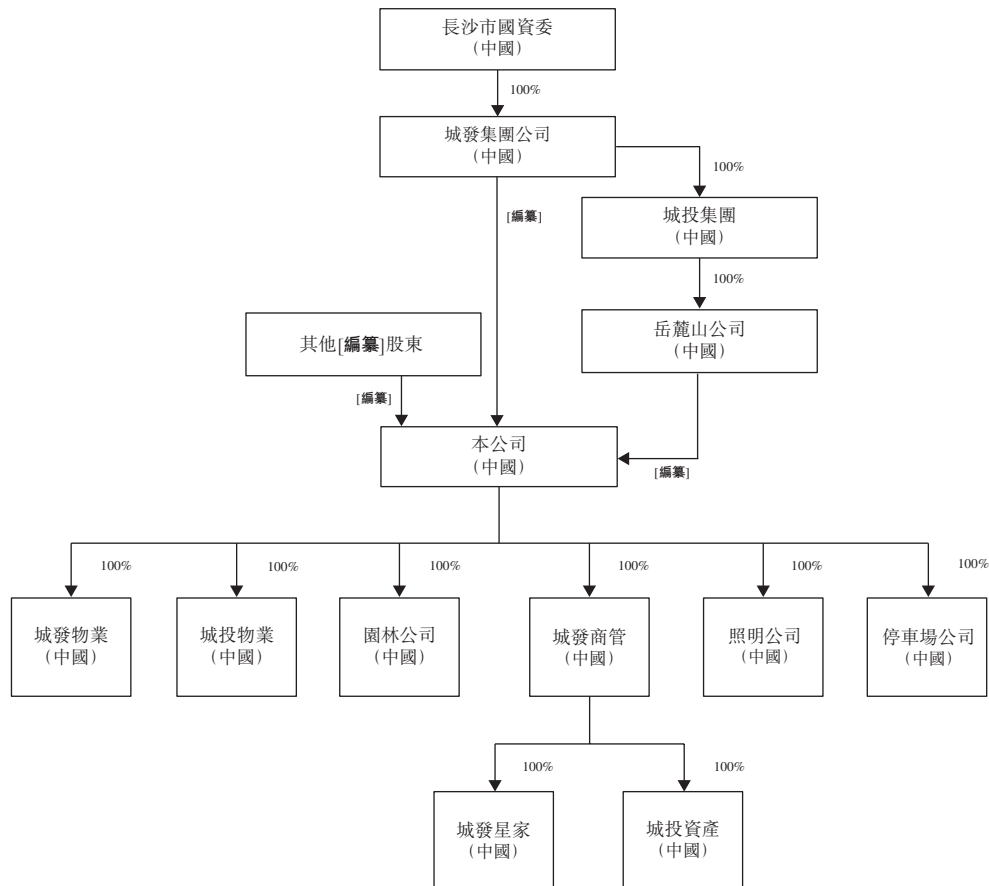 長沙市國資委
(中國)
100%
城發集團公司
(中國)
100%
[編纂]
城投集團
(中國)
100%
岳麓山公司
(中國)
其他[編纂]股東
[編纂]
本公司
(中國)
[編纂]
100%
100%
100%
100%
100%
100%
城發物業
(中國)
城投物業
(中國)
園林公司
(中國)
城發商管
(中國)
照明公司
(中國)
停車場公司
(中國)
100%
100%
城發星家
(中國)
城投資產
(中國)